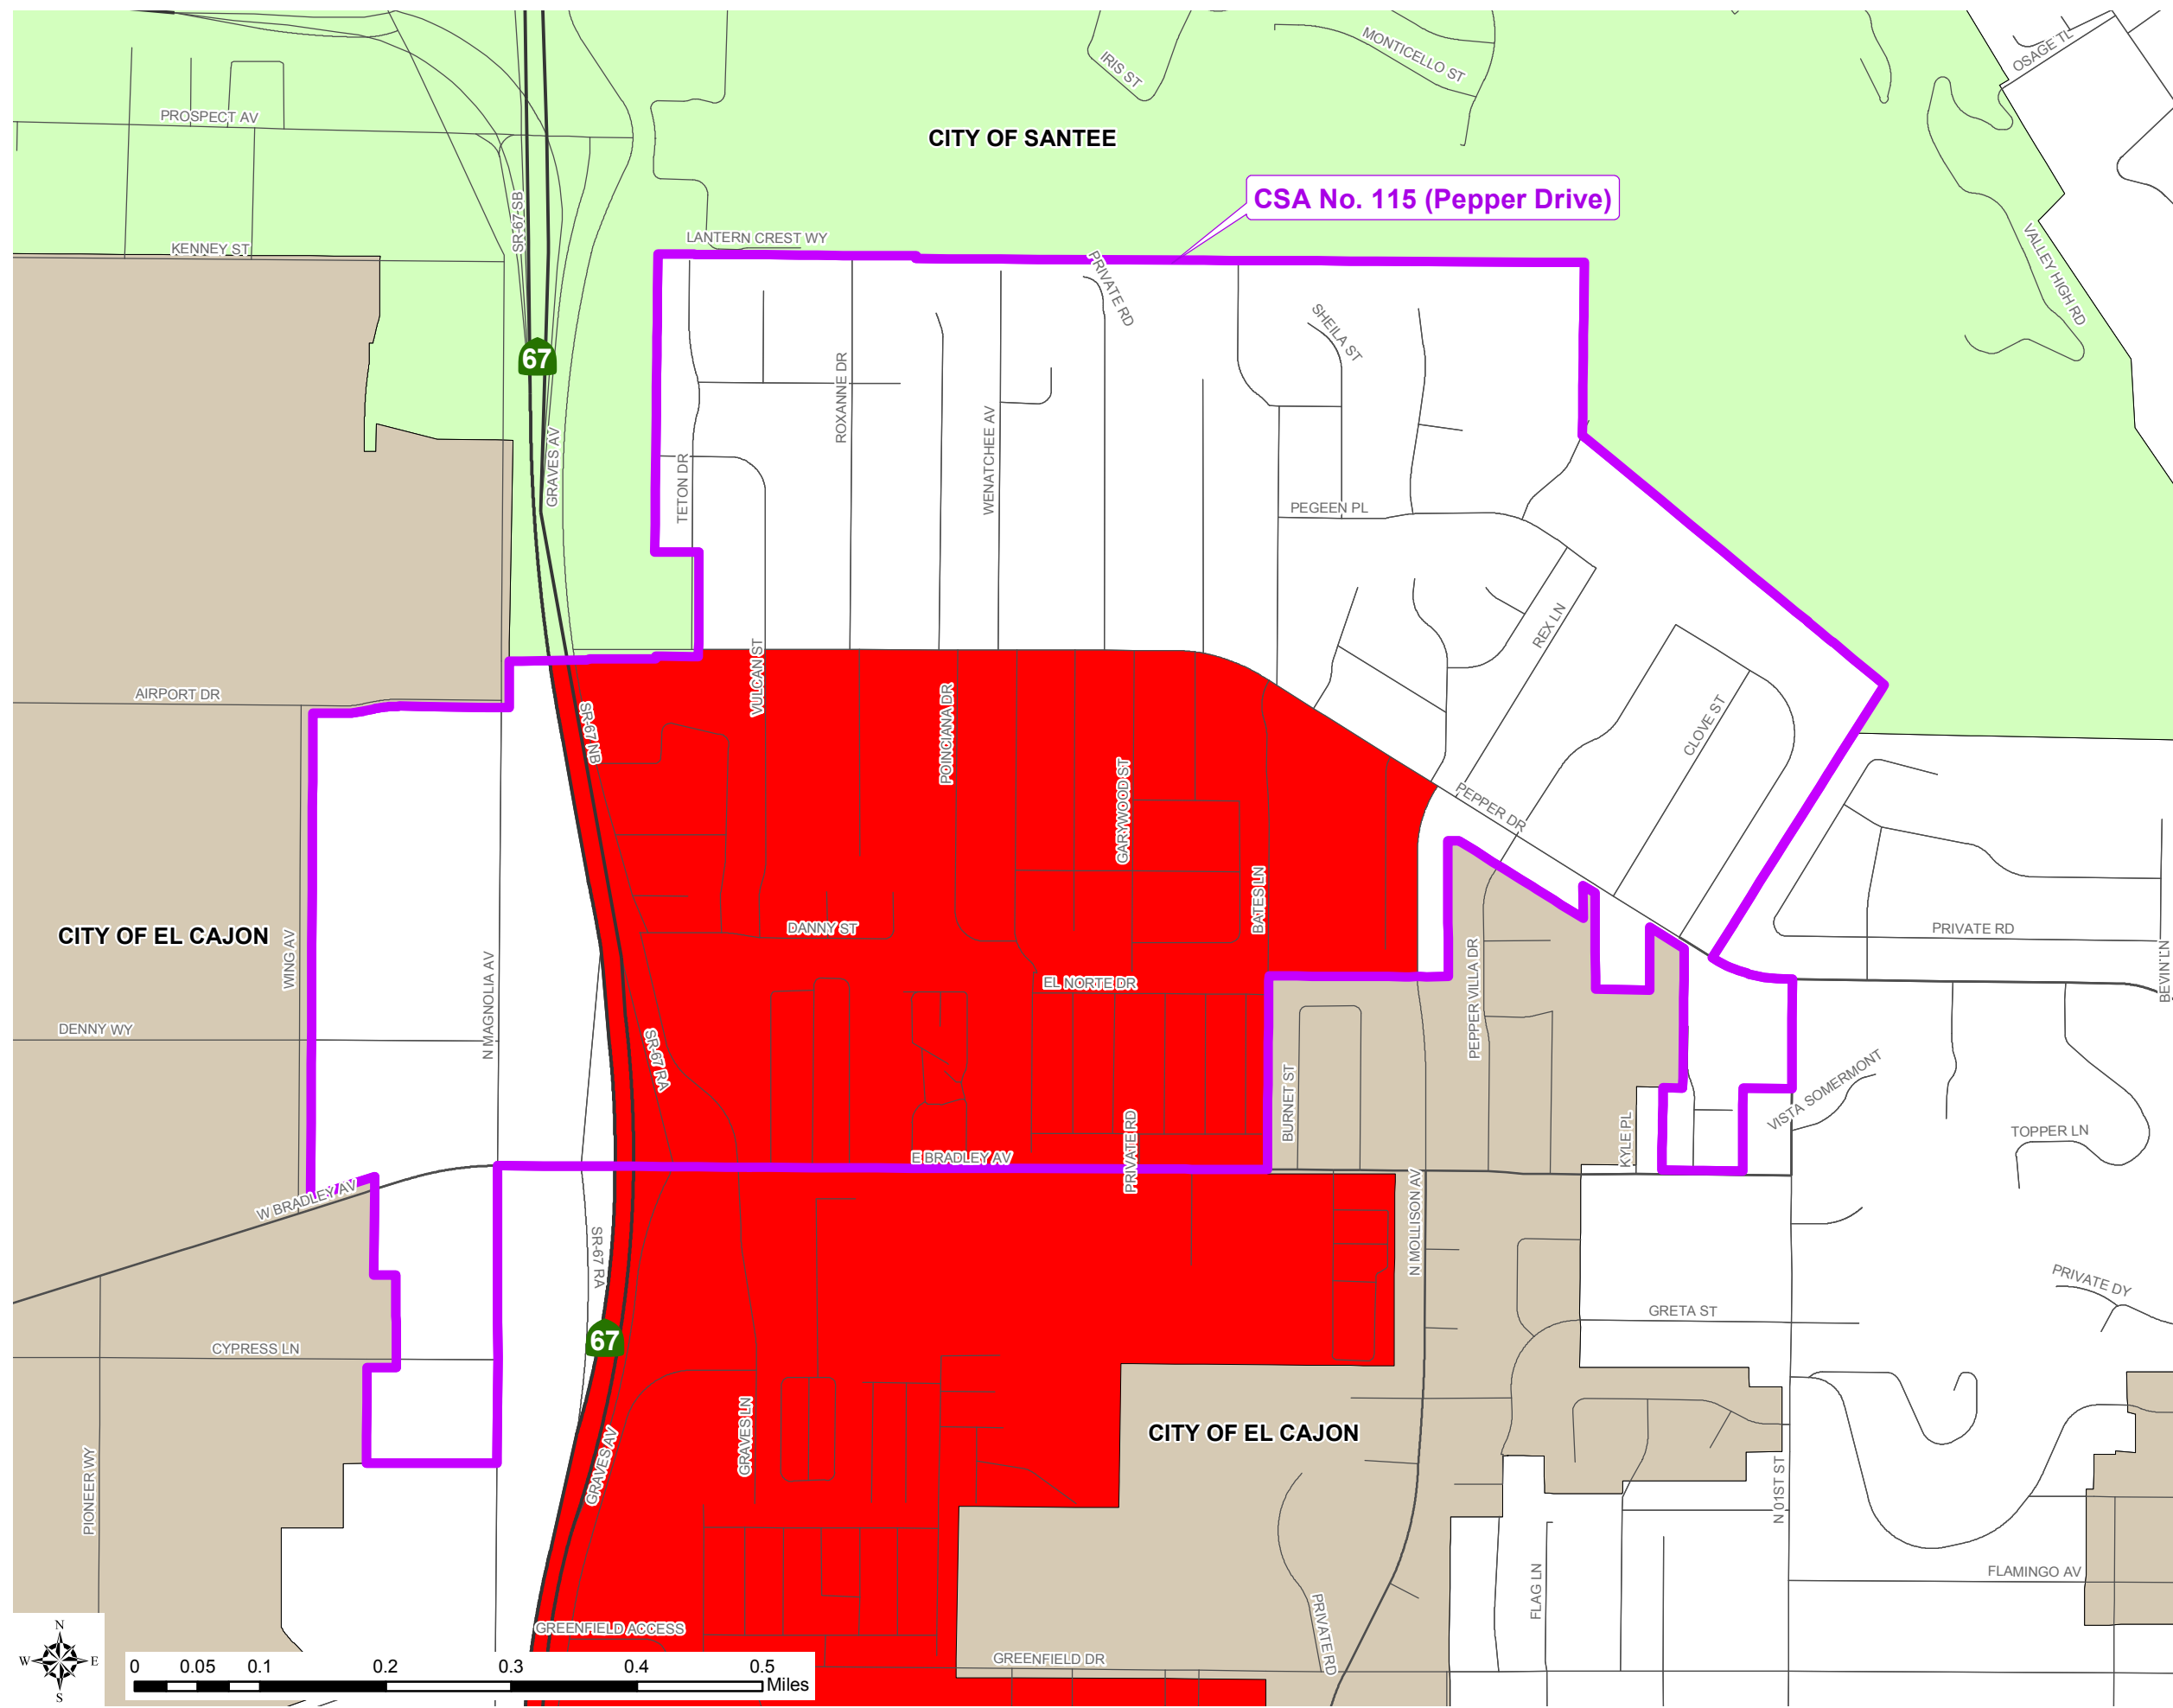 OSAGE TL
MONTICELLO ST
IRIS ST
PROSPECT AV
CITY OF SANTEE
CSA No. 115 (Pepper Drive)
SR-67 SB
KENNEY ST
LANTERN CREST WY
PRIVATE RD
VALLEY HIGH RD
67
SHEILA ST
ROXANNE DR
GRAVES AV
TETON DR
WENATCHEE AV
PEGEEN PL
REX LN
VULCAN ST
AIRPORT DR
SR-67 NB
POINCIANA DR
CLOVE ST
GARYWOOD ST
PEPPER DR
CITY OF EL CAJON
WING AV
DANNY ST
BATES LN
PRIVATE RD
N MAGNOLIA AV
EL NORTE DR
PEPPER VILLA DR
BEVIN LN
DENNY WY
SR-67 RA
BURNET ST
VISTA SOMERMONT
KYLE PL
TOPPER LN
E BRADLEY AV
PRIVATE RD
W BRADLEY AV
SR-67 RA
N MOLLISON AV
PRIVATE DY
GRETA ST
67
CYPRESS LN
GRAVES LN
CITY OF EL CAJON
GRAVES AV
PIONEER WY
N 01ST ST
FLAG LN
FLAMINGO AV
GREENFIELD ACCESS
PRIVATE RD
GREENFIELD DR
N
W E
S
0 0.05 0.1 0.2 0.3 0.4 0.5
Miles